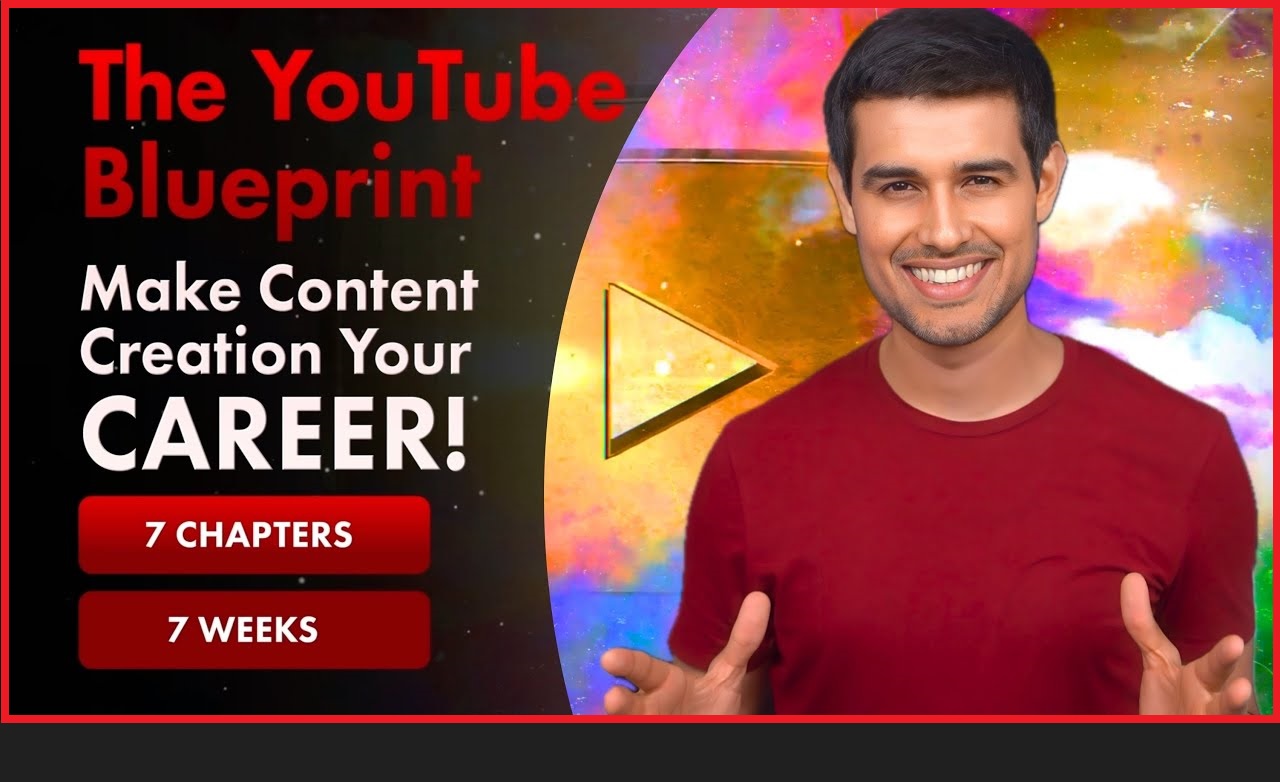 The YouTube
Blueprint
Make Content
Creation Your
CAREER!
7 CHAPTERS
7 WEEKS